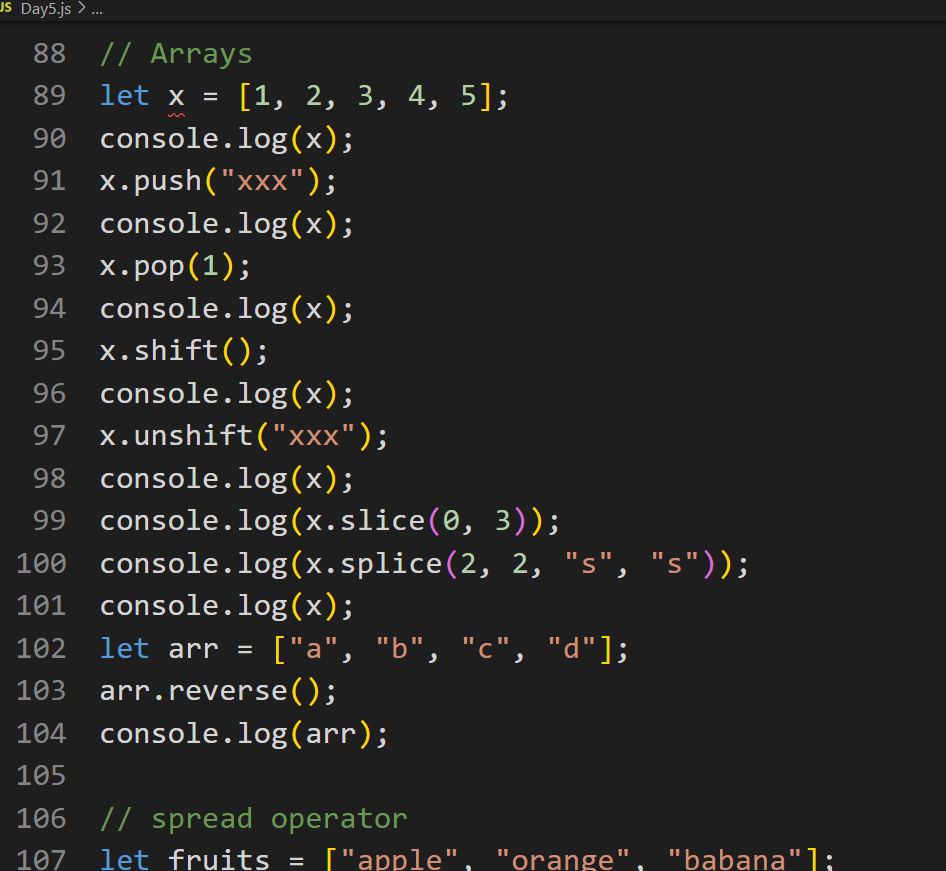 JS Day5.js > ...
88 // Arrays
89 let x = [1, 2, 3, 4, 5];
90 console.log(x);
91 x.push("xxx");
92 console.log(x);
93 x.pop(1);
94 console.log(x);
95 x.shift();
96 console.log(x);
97 x.unshift("xxx");
98 console.log(x);
99 console.log(x.slice(0, 3));
100 console.log(x.splice(2, 2, "s", "s"));
101 console.log(x);
102 let arr = ["a", "b", "c", "d"];
103 arr.reverse();
104 console.log(arr);
105
106 // spread operator
107 let fruits = ["apple", "orange", "babana"];